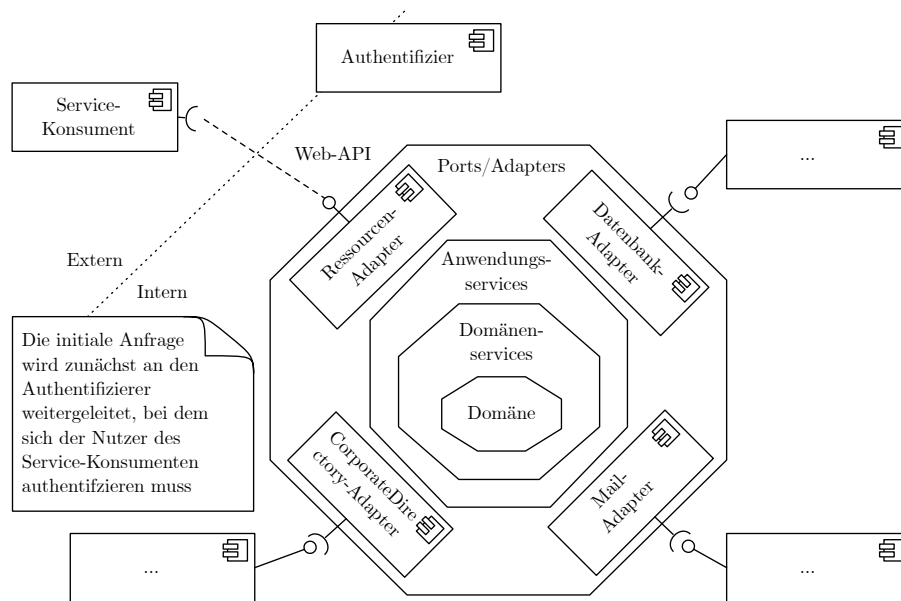 Authentifizier
Service-
Konsument
Web-API
Ports/Adapters
...
Ressourcen-
Adapter
Datenbank-
Adapter
Extern
Intern
Anwendungs-
services
Domänen-
services
Domäne
Die initiale Anfrage
wird zunächst an den
Authentifizierer
weitergeleitet, bei dem
sich der Nutzer des
Service-Konsumenten
authentifzieren muss
CorporateDire
ctory-Adapter
Mail-
Adapter
...
...